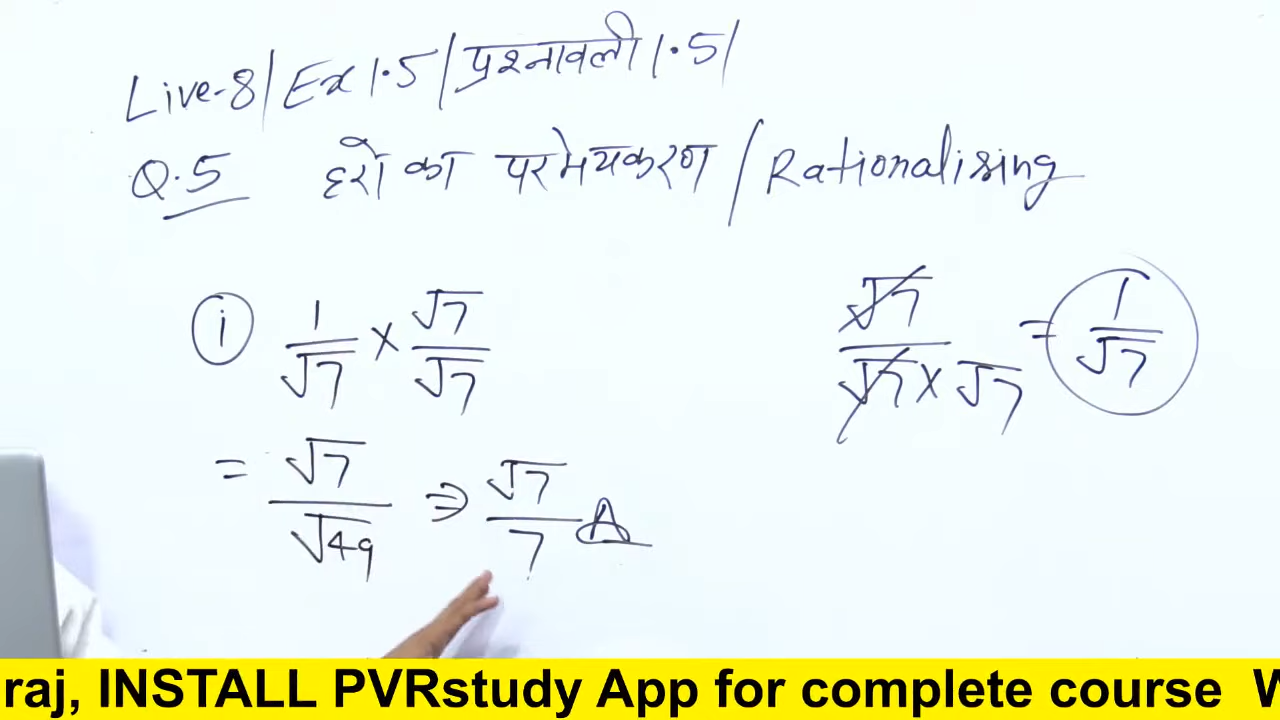 Live-8/ Ex 1.5/ प्रश्नावली 1.5/
Q.5 हरों का परमेयकरण / Rationalising
(i) 1/√7 × √7/√7
= √7/√49 ⇒ √7/7 A
√7/(√7 × √7) = 1/√7
raj, INSTALL PVRstudy App for complete course W